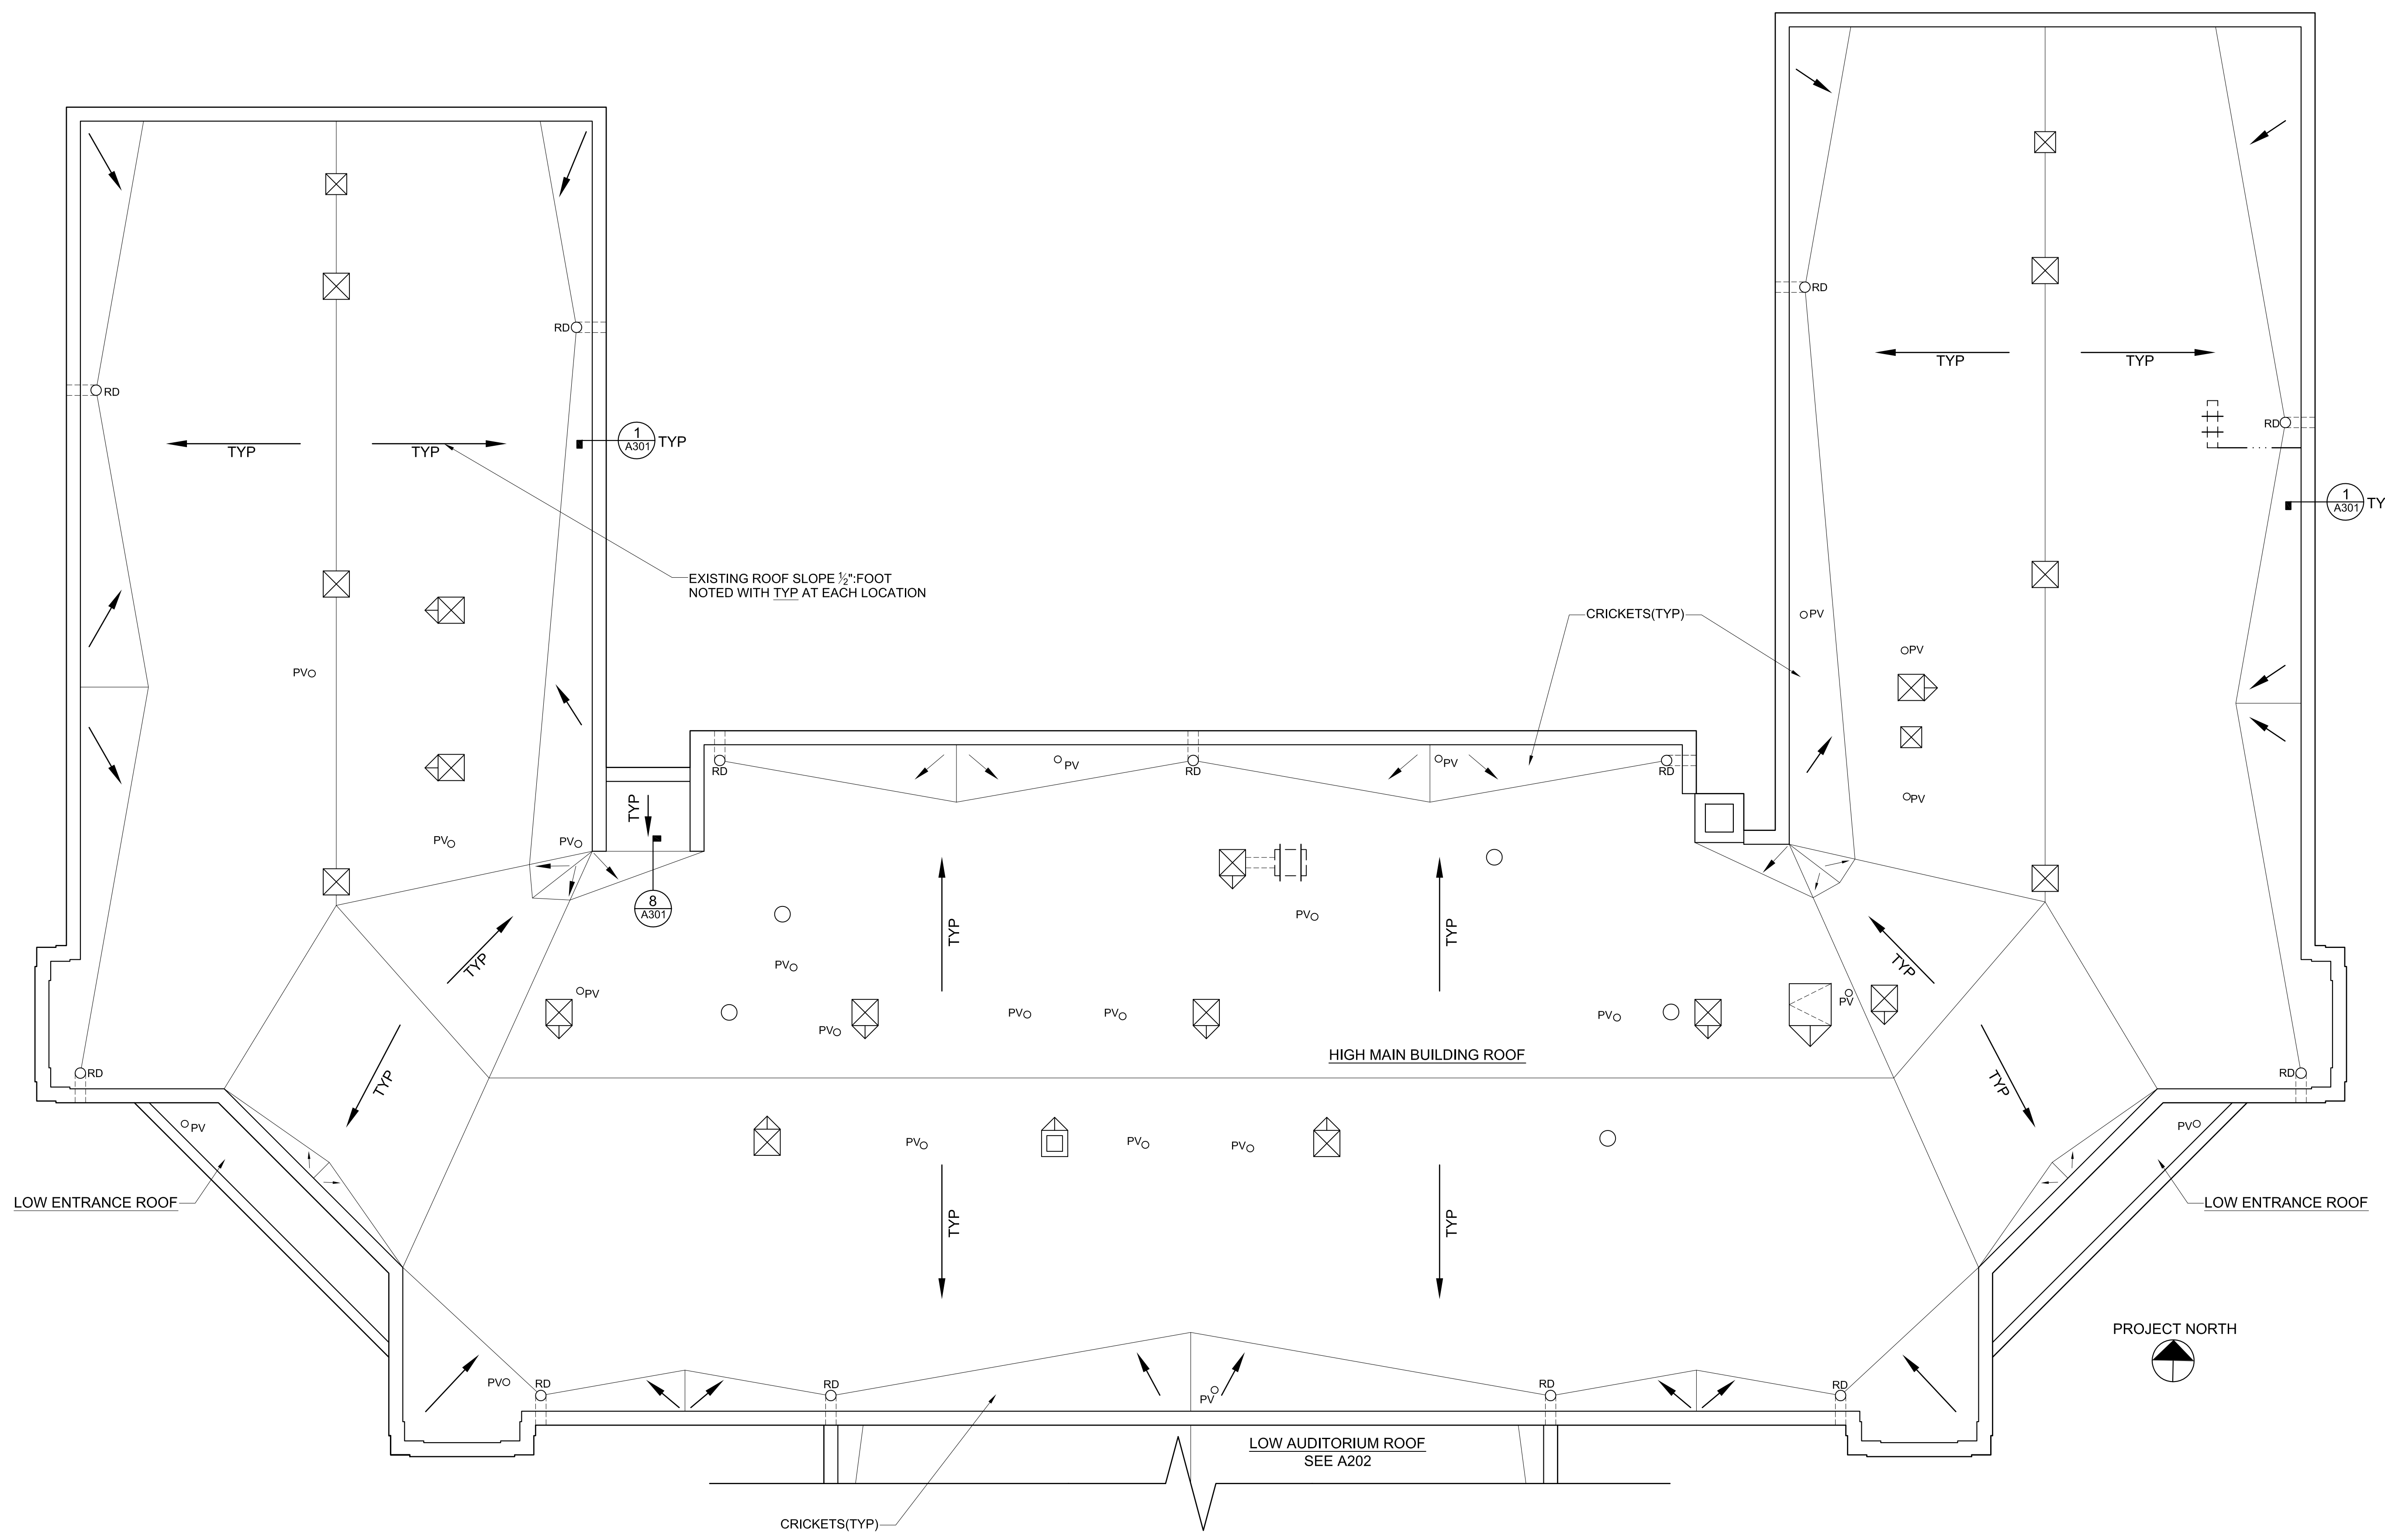 RD
RD
RD
RD
TYP
TYP
TYP
TYP
1
A301
TYP
1
A301
TY
EXISTING ROOF SLOPE ½":FOOT
NOTED WITH TYP AT EACH LOCATION
CRICKETS(TYP)
PV
PV
PV
PV
RD
RD
RD
PV
PV
TYP
PV
PV
PV
8
A301
TYP
TYP
PV
TYP
TYP
PV
PV
PV
PV
PV
PV
PV
HIGH MAIN BUILDING ROOF
RD
TYP
TYP
RD
PV
PV
PV
PV
PV
LOW ENTRANCE ROOF
TYP
TYP
LOW ENTRANCE ROOF
PROJECT NORTH
PV
RD
RD
PV
RD
RD
LOW AUDITORIUM ROOF
SEE A202
CRICKETS(TYP)